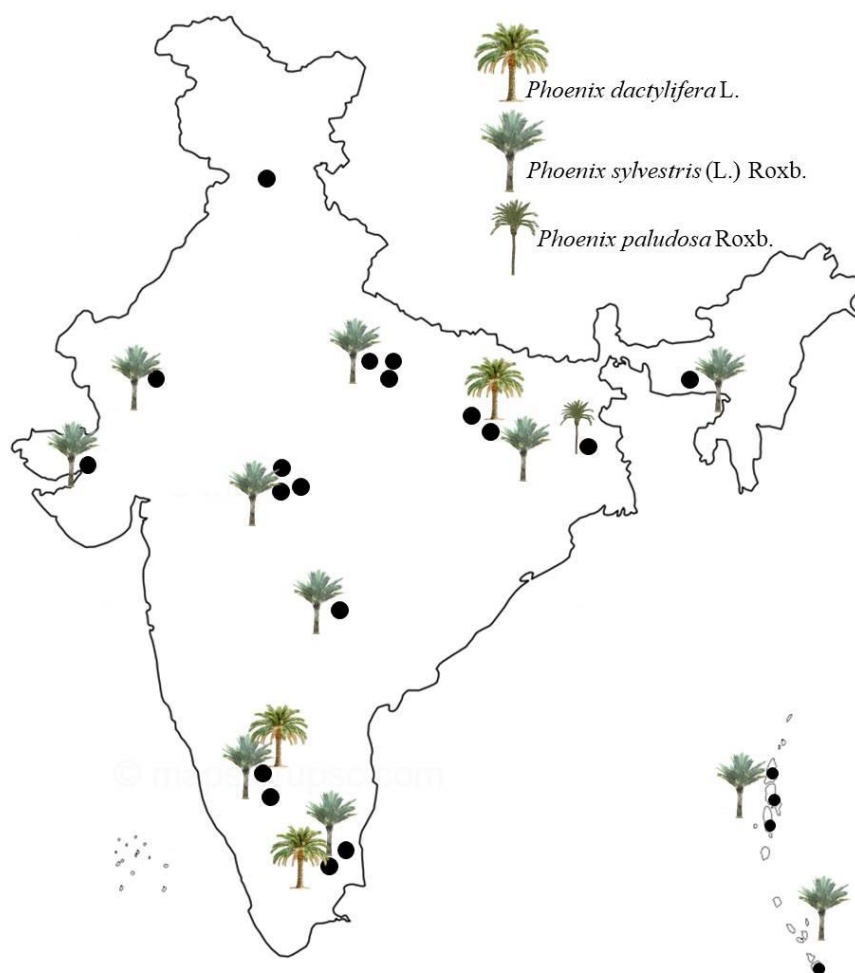 Phoenix dactylifera L.
Phoenix sylvestris (L.) Roxb.
Phoenix paludosa Roxb.